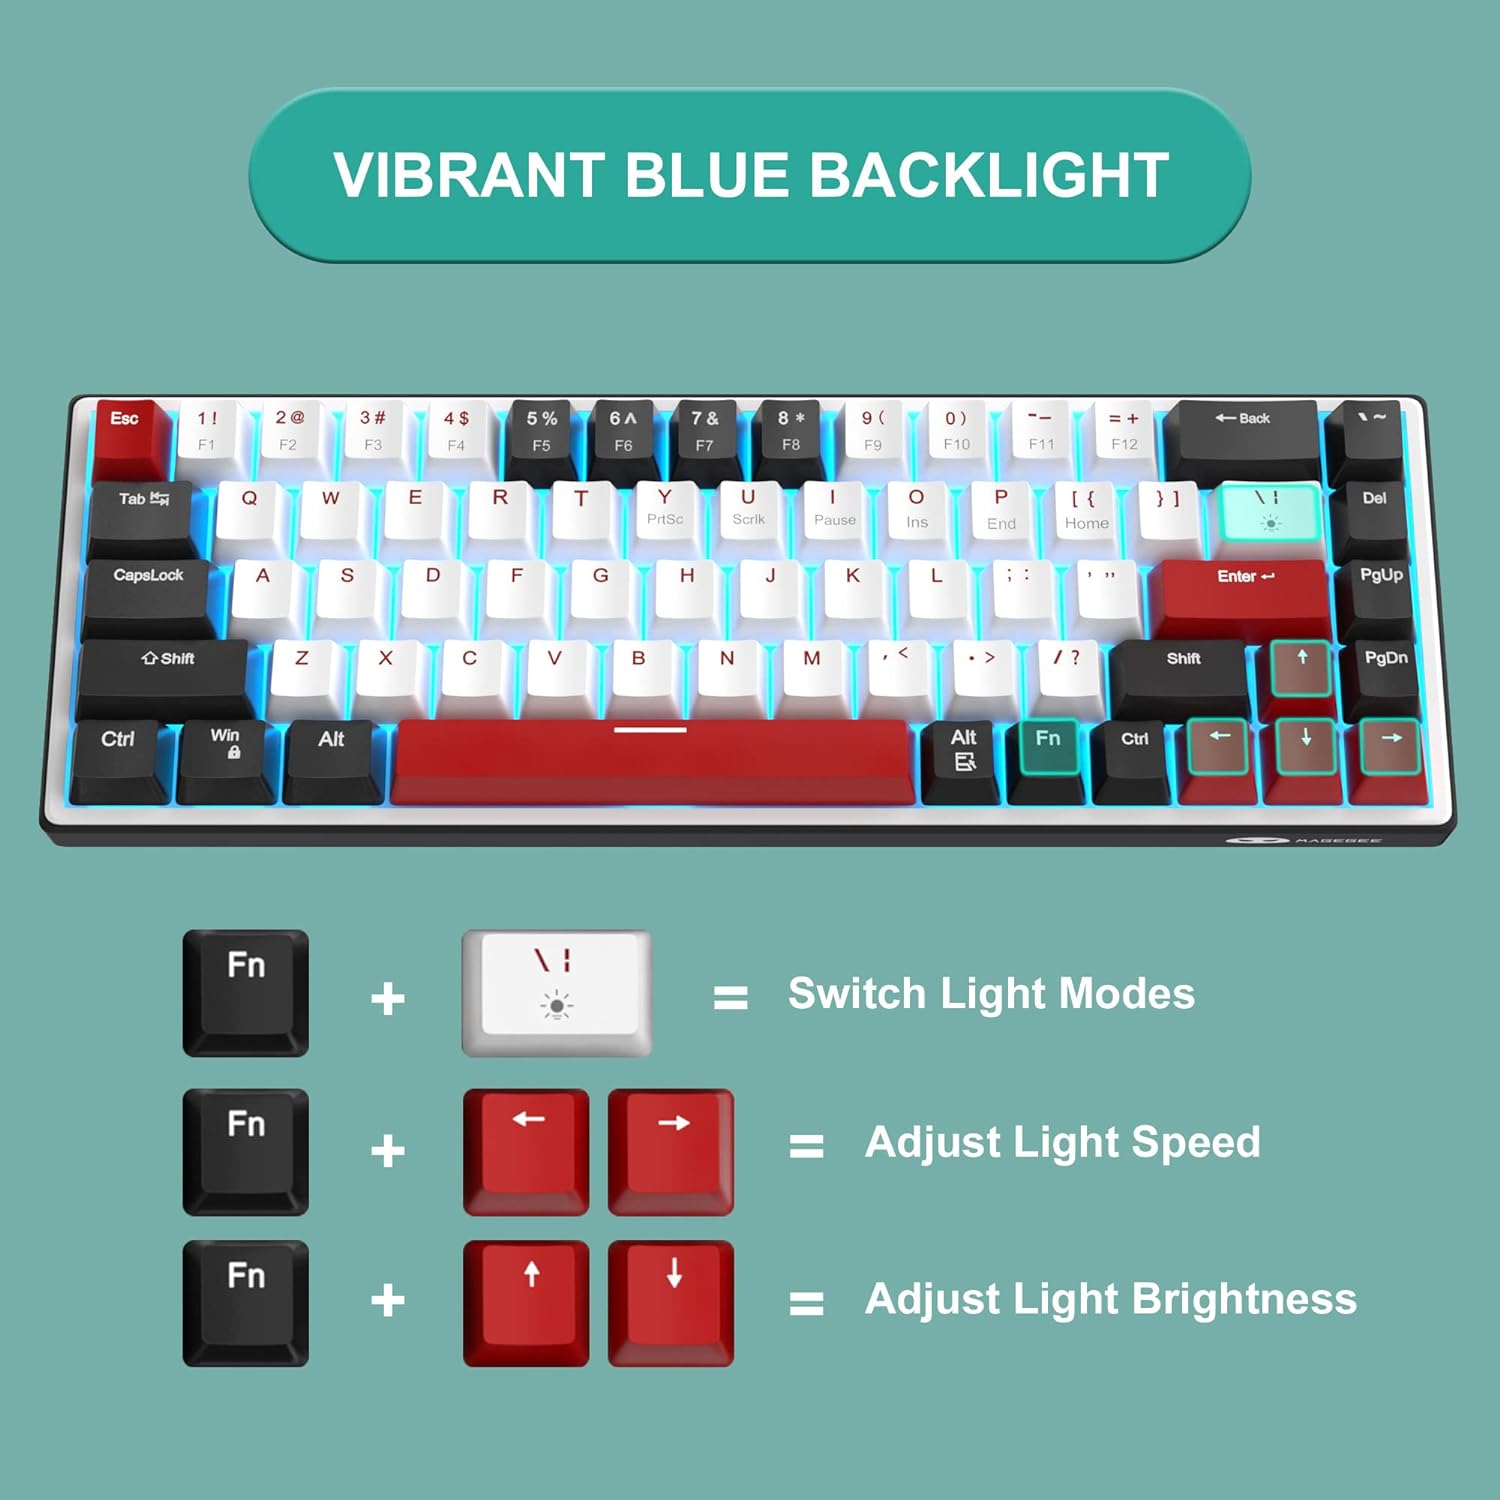 VIBRANT BLUE BACKLIGHT
Esc 1! 2@ 3# 4$ 5% 6^ 7& 8* 9( 0) -— =+ ←Back `~
F1 F2 F3 F4 F5 F6 F7 F8 F9 F10 F11 F12
Tab Q W E R T Y U I O P [{ }] \| Del
PrtSc Scrlk Pause Ins End Home
CapsLock A S D F G H J K L ;: '" Enter↵ PgUp
⇧Shift Z X C V B N M ,< .> /? Shift ↑ PgDn
Ctrl Win Alt Alt Fn Ctrl ← ↓ →
MAGEGEE
Fn + \| = Switch Light Modes
Fn + ← → = Adjust Light Speed
Fn + ↑ ↓ = Adjust Light Brightness